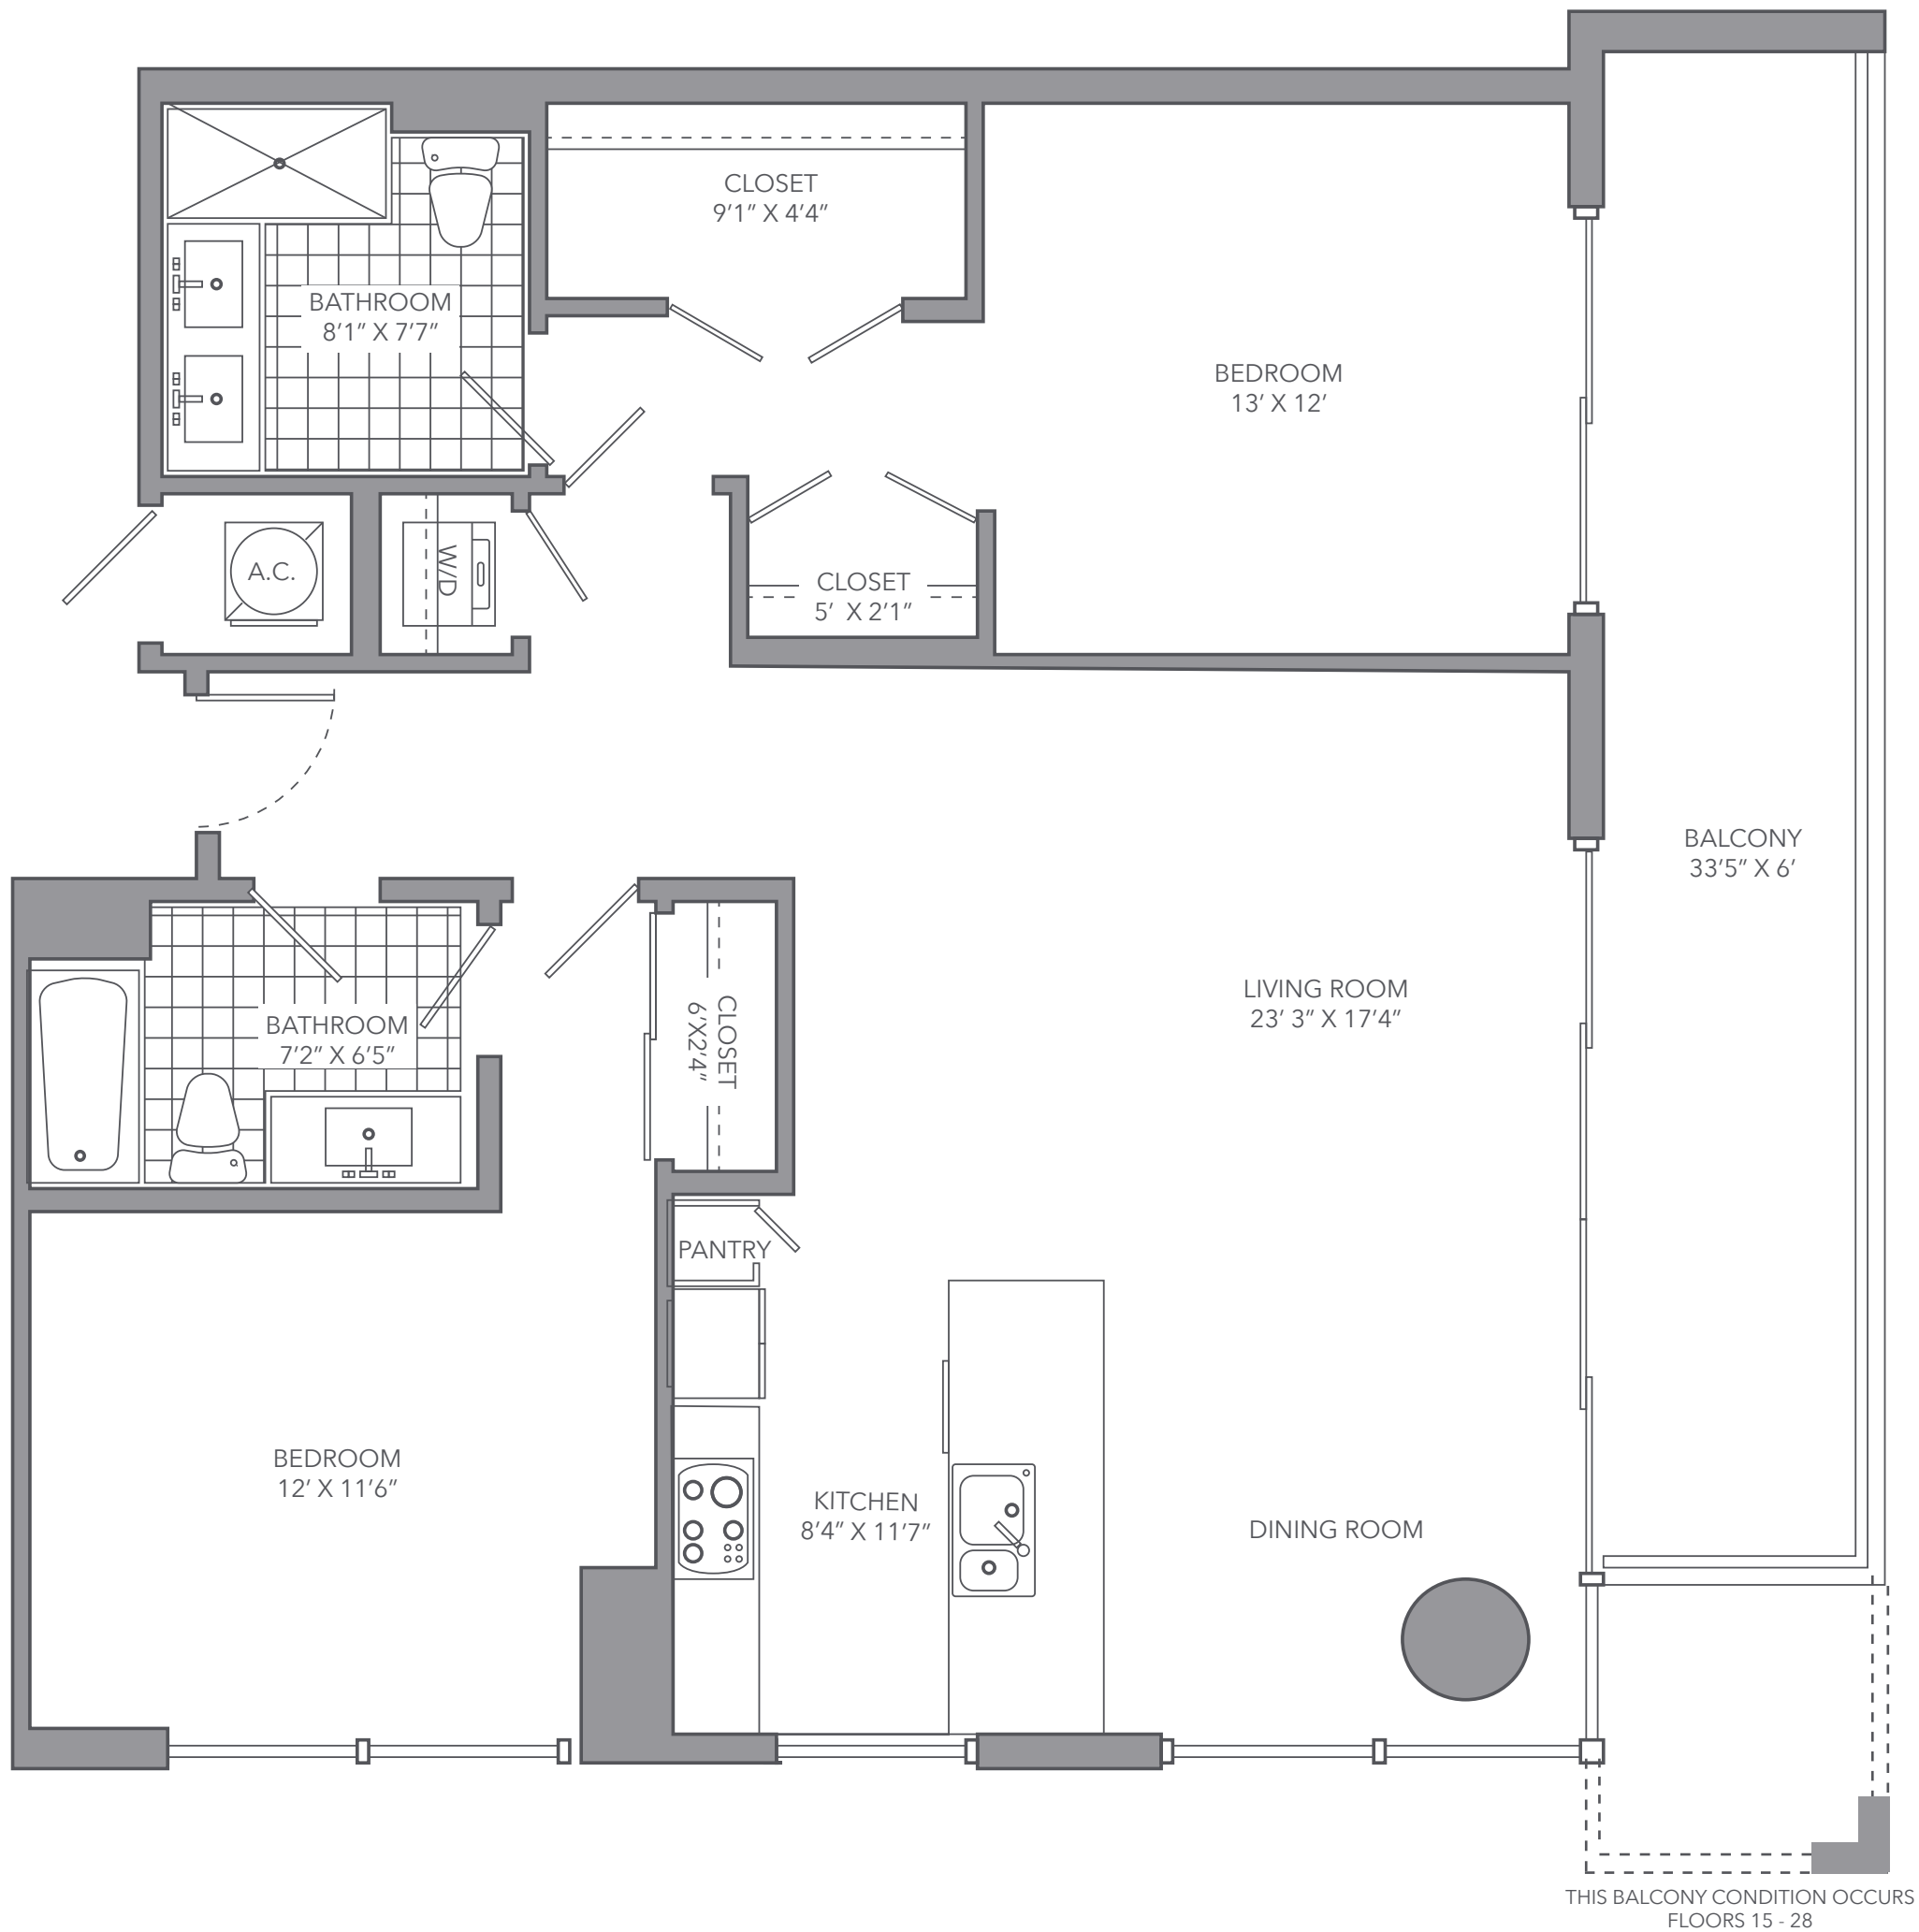 CLOSET
9'1" X 4'4"
BATHROOM
8'1" X 7'7"
BEDROOM
13' X 12'
A.C.
W/D
CLOSET
5' X 2'1"
BALCONY
33'5" X 6'
LIVING ROOM
23' 3" X 17'4"
CLOSET
6'X2'4"
BATHROOM
7'2" X 6'5"
PANTRY
BEDROOM
12' X 11'6"
KITCHEN
8'4" X 11'7"
DINING ROOM
THIS BALCONY CONDITION OCCURS
FLOORS 15 - 28